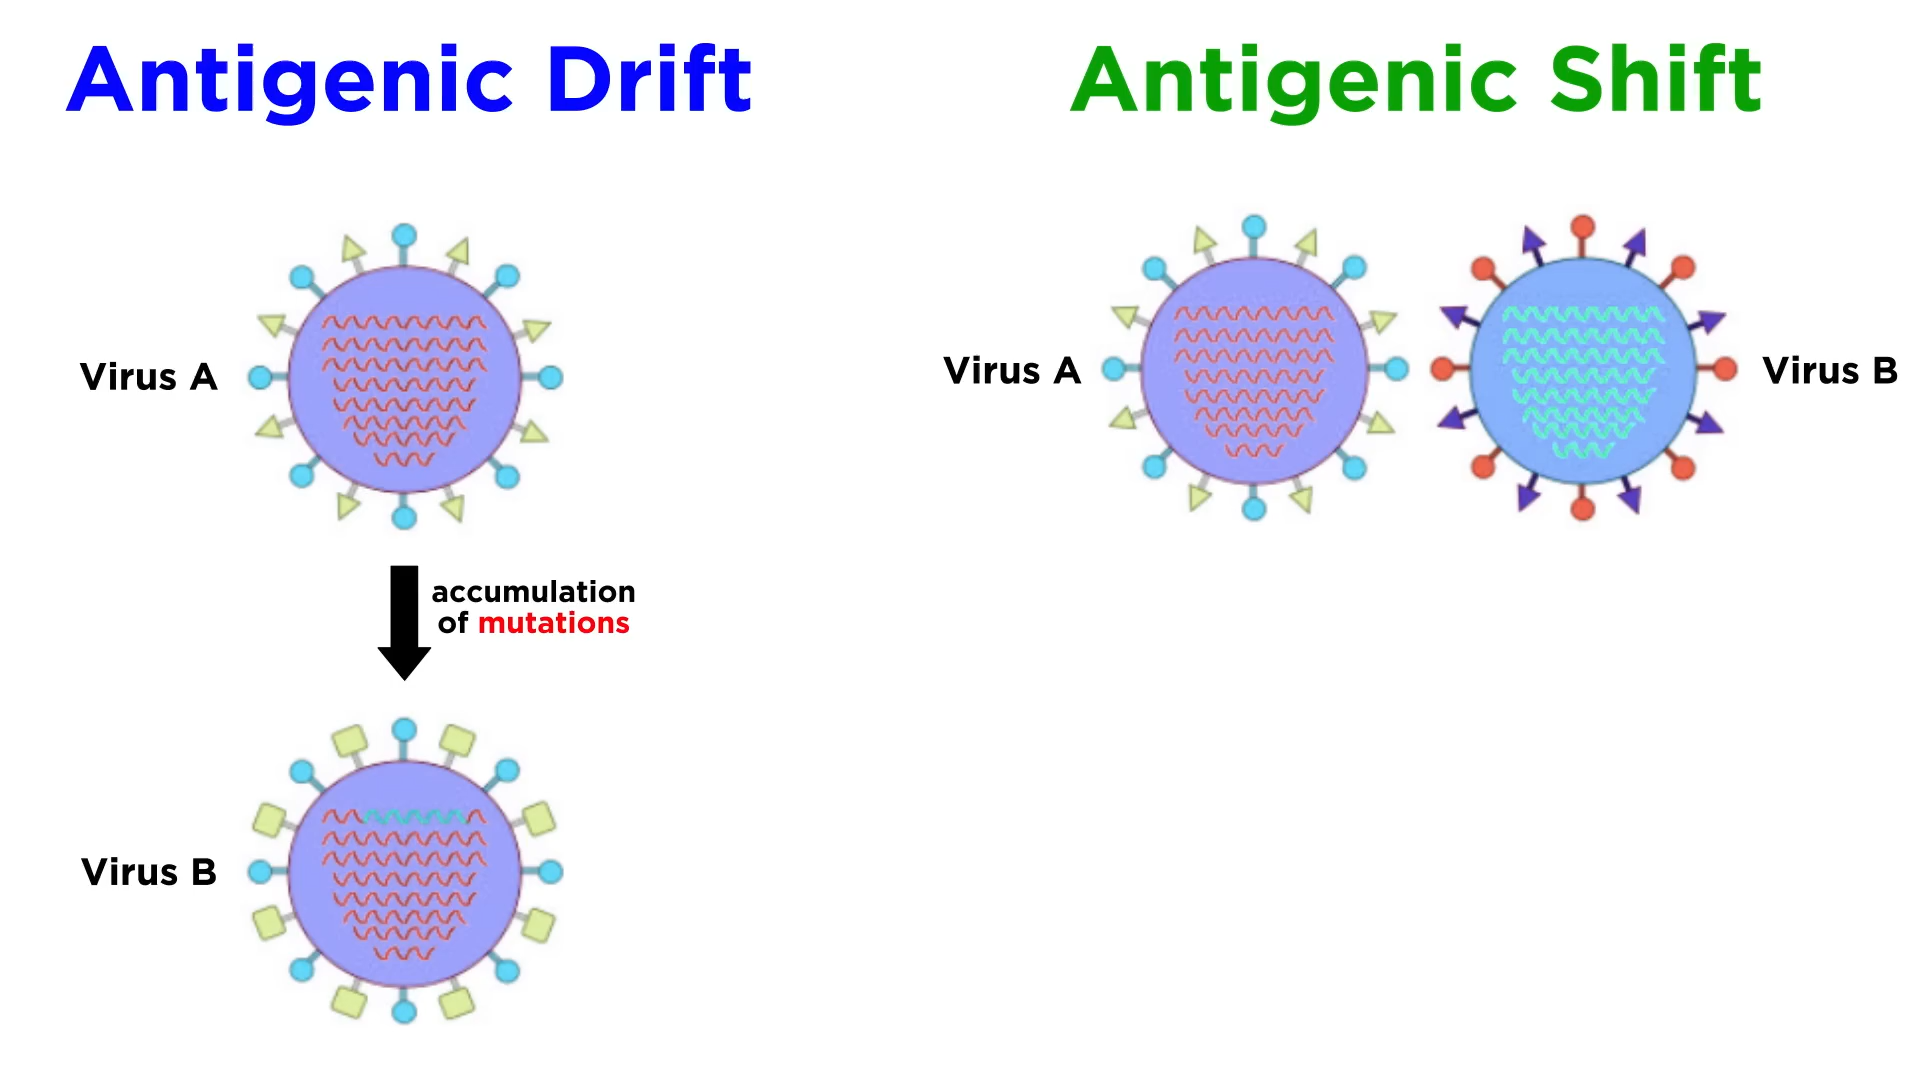 Antigenic Drift
Virus A
accumulation
of mutations
Virus B
Antigenic Shift
Virus A
Virus B